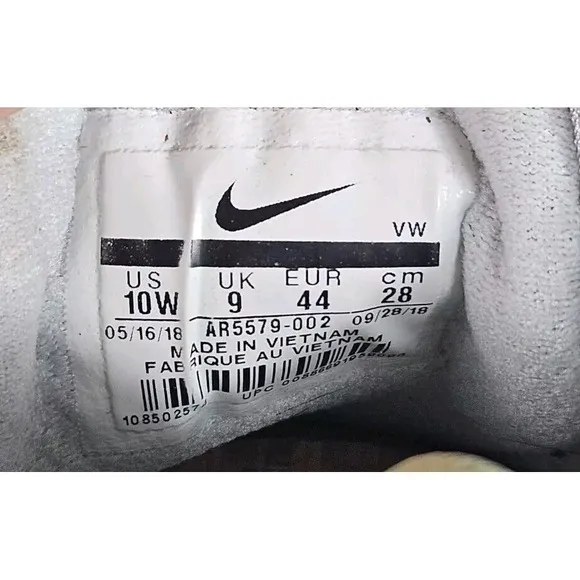 VW
US UK EUR cm
10W 9 44 28
05/16/18 AR5579-002 09/28/18
MADE IN VIETNAM
FABRIQUE AU VIETNAM
UPC